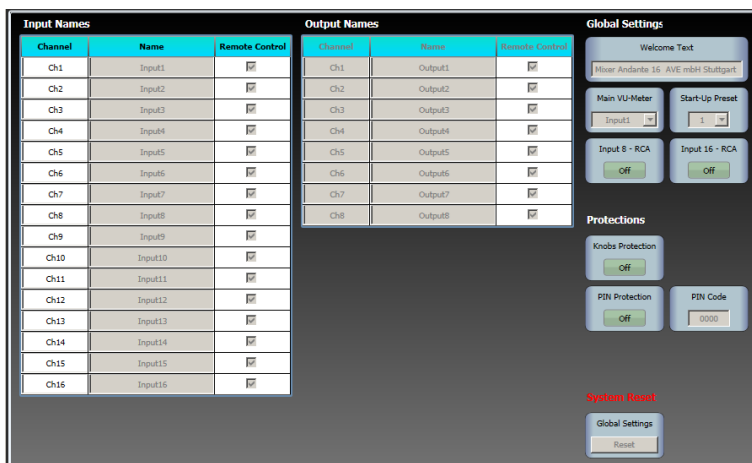 Input Names
Channel Name Remote Control
Ch1 Input1
Ch2 Input2
Ch3 Input3
Ch4 Input4
Ch5 Input5
Ch6 Input6
Ch7 Input7
Ch8 Input8
Ch9 Input9
Ch10 Input10
Ch11 Input11
Ch12 Input12
Ch13 Input13
Ch14 Input14
Ch15 Input15
Ch16 Input16
Output Names
Channel Name Remote Control
Ch1 Output1
Ch2 Output2
Ch3 Output3
Ch4 Output4
Ch5 Output5
Ch6 Output6
Ch7 Output7
Ch8 Output8
Global Settings
Welcome Text
Mixer Andante 16 AVE mbH Stuttgart
Main VU-Meter Start-Up Preset
Input1 1
Input 8 - RCA Input 16 - RCA
Off Off
Protections
Knobs Protection
Off
PIN Protection PIN Code
Off 0000
System Reset
Global Settings
Reset